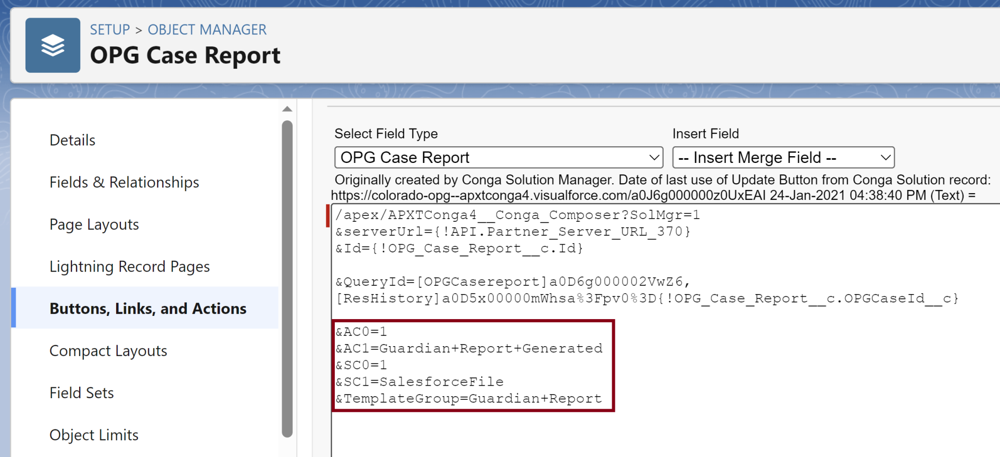 SETUP > OBJECT MANAGER
OPG Case Report
Details
Fields & Relationships
Page Layouts
Lightning Record Pages
Buttons, Links, and Actions
Compact Layouts
Field Sets
Object Limits
Select Field Type
Insert Field
OPG Case Report
-- Insert Merge Field --
Originally created by Conga Solution Manager. Date of last use of Update Button from Conga Solution record:
https://colorado-opg--apxtconga4.visualforce.com/a0J6g000000z0UxEAI 24-Jan-2021 04:38:40 PM (Text) =
/apex/APXTConga4__Conga_Composer?SolMgr=1
&serverUrl={!API.Partner_Server_URL_370}
&Id={!OPG_Case_Report__c.Id}
&QueryId=[OPGCasereport]a0D6g000002VwZ6,
[ResHistory]a0D5x00000mWhsa%3Fpv0%3D{!OPG_Case_Report__c.OPGCaseId__c}
&AC0=1
&AC1=Guardian+Report+Generated
&SC0=1
&SC1=SalesforceFile
&TemplateGroup=Guardian+Report